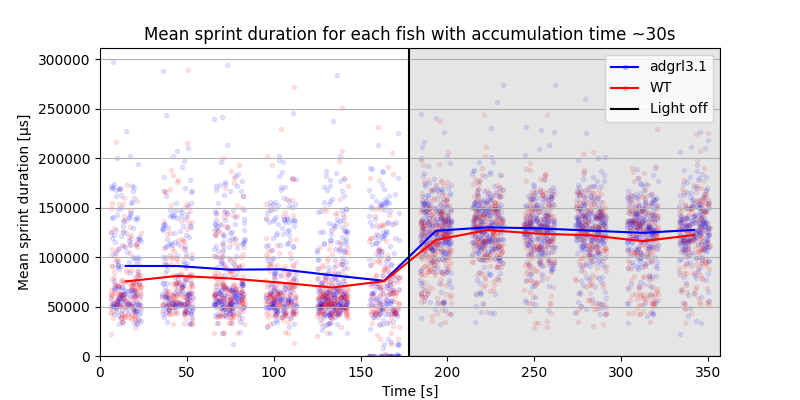 Mean sprint duration for each fish with accumulation time ~30s
Mean sprint duration [µs]
300000
250000
200000
150000
100000
50000
0
adgrl3.1
WT
Light off
0 50 100 150 200 250 300 350
Time [s]